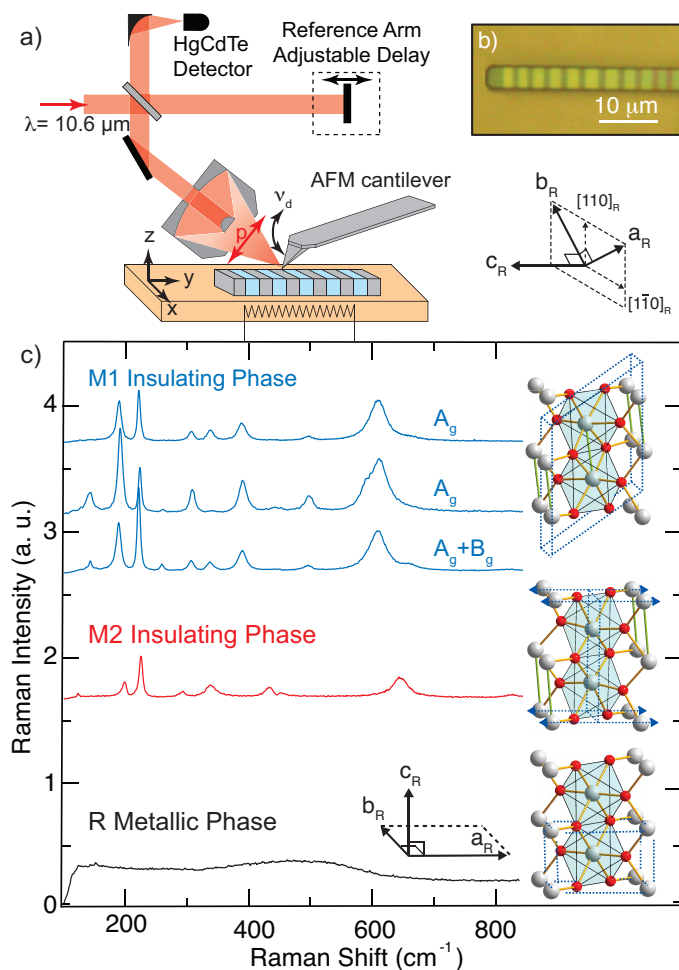 a)
HgCdTe
Detector
Reference Arm
Adjustable Delay
λ= 10.6 µm
AFM cantilever
ν_d
p
z
y
x
b)
10 µm
b_R
[110]_R
a_R
c_R
[11̄0]_R
c)
M1 Insulating Phase
A_g
A_g
A_g+B_g
M2 Insulating Phase
R Metallic Phase
c_R
b_R
a_R
4
3
2
1
0
Raman Intensity (a. u.)
200
400
600
800
Raman Shift (cm⁻¹)